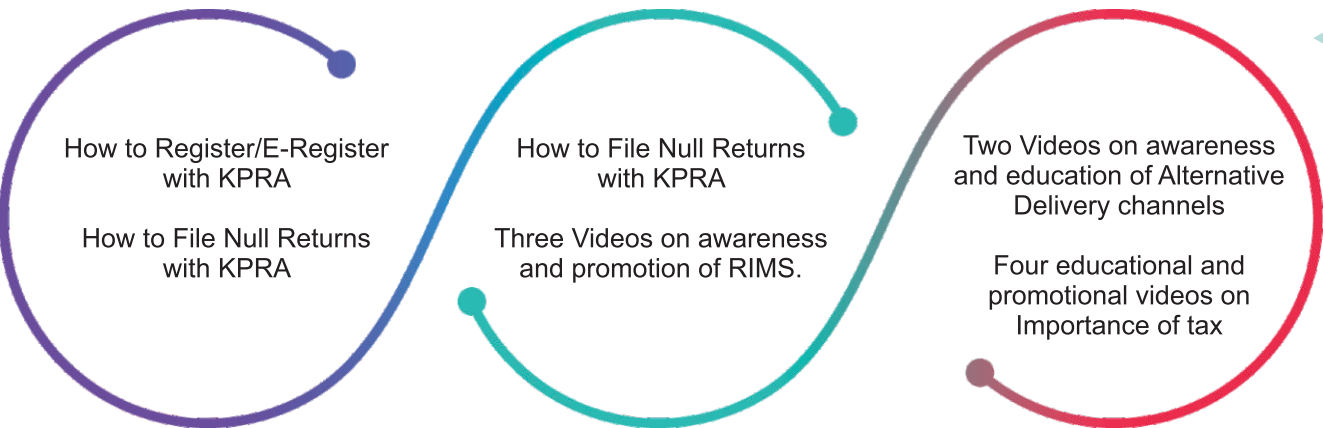 How to Register/E-Register
with KPRA
How to File Null Returns
with KPRA
How to File Null Returns
with KPRA
Three Videos on awareness
and promotion of RIMS.
Two Videos on awareness
and education of Alternative
Delivery channels
Four educational and
promotional videos on
Importance of tax